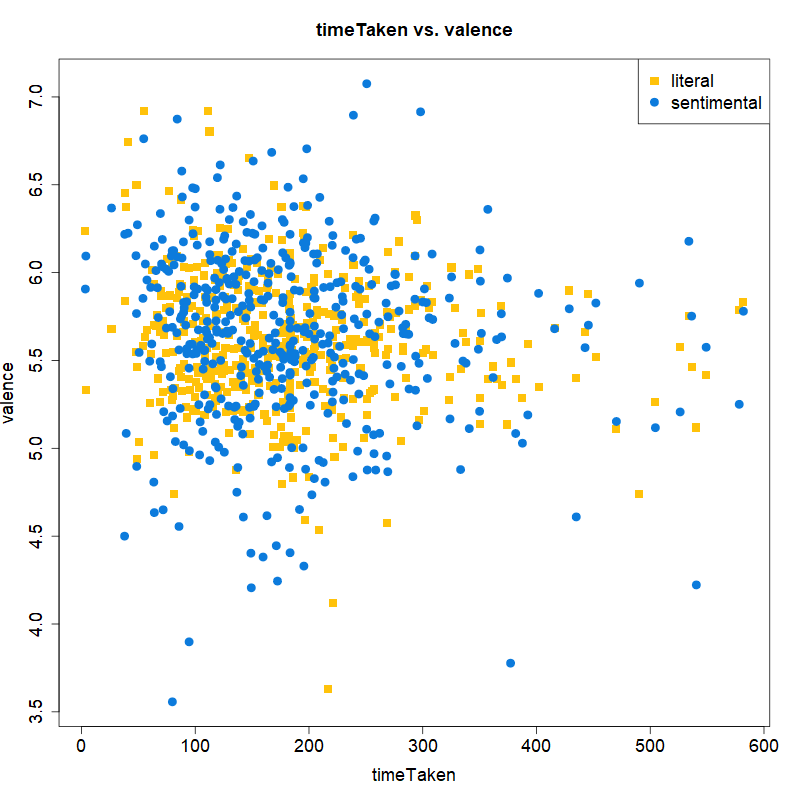 timeTaken vs. valence
literal
sentimental
7.0
6.5
6.0
5.5
5.0
4.5
4.0
3.5
valence
0 100 200 300 400 500 600
timeTaken